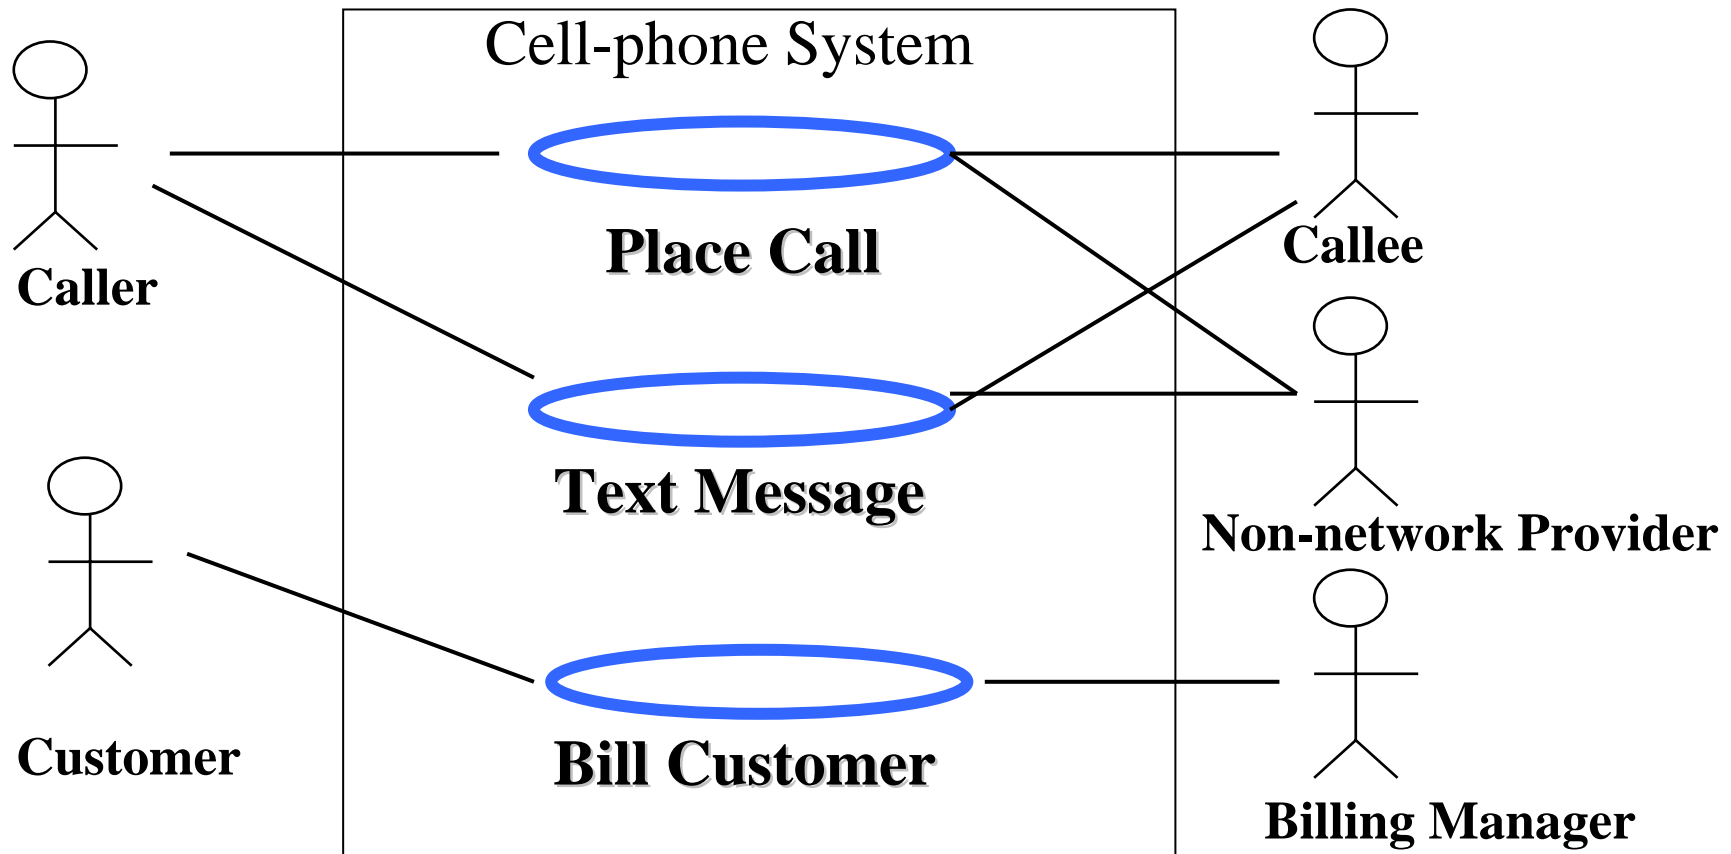 Cell-phone System
Place Call
Callee
Caller
Text Message
Non-network Provider
Customer
Bill Customer
Billing Manager